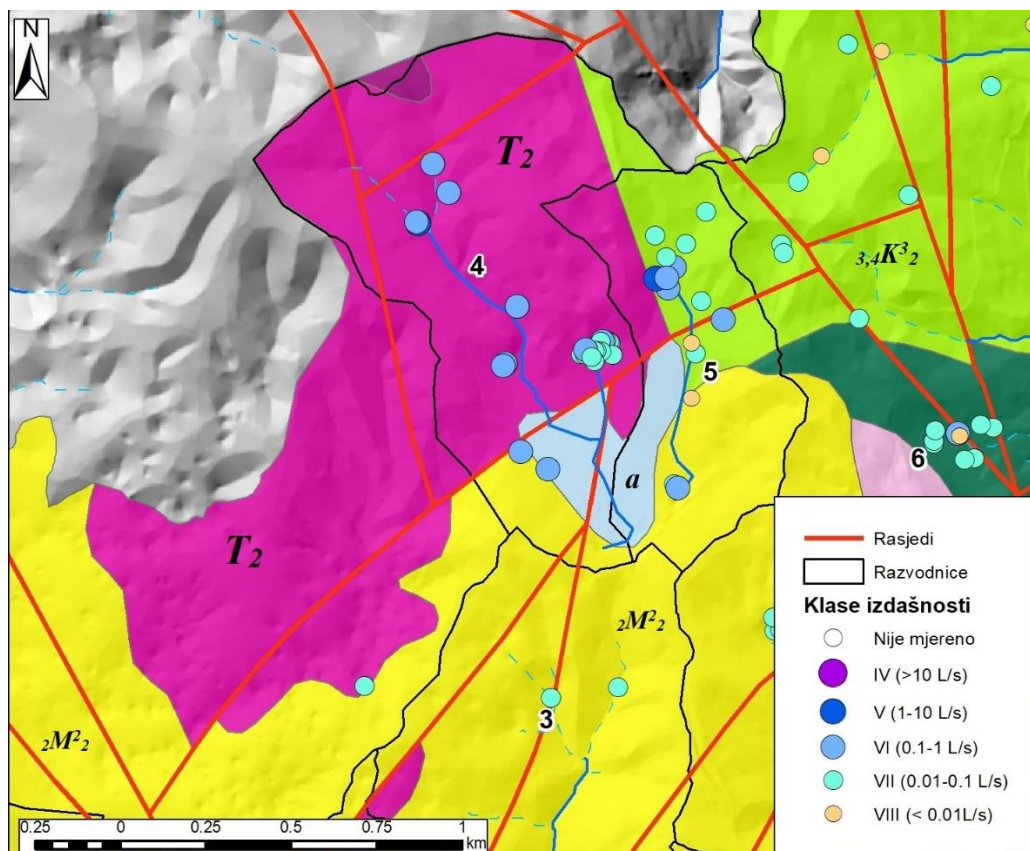 N
T₂
4
₃,₄K³₂
5
a
6
T₂
₂M²₂
3
₂M²₂
Rasjedi
Razvodnice
Klase izdašnosti
Nije mjereno
IV (>10 L/s)
V (1-10 L/s)
VI (0.1-1 L/s)
VII (0.01-0.1 L/s)
VIII (< 0.01L/s)
0.25 0 0.25 0.5 0.75 1
km